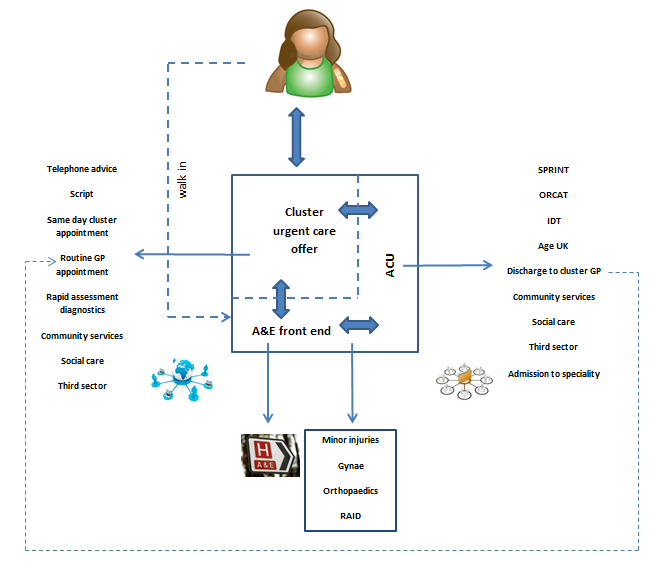 walk in
Telephone advice
Script
Same day cluster
appointment
Routine GP
appointment
Rapid assessment
diagnostics
Community services
Social care
Third sector
Cluster
urgent care
offer
ACU
A&E front end
SPRINT
ORCAT
IDT
Age UK
Discharge to cluster GP
Community services
Social care
Third sector
Admission to speciality
H
A&E
Minor injuries
Gynae
Orthopaedics
RAID